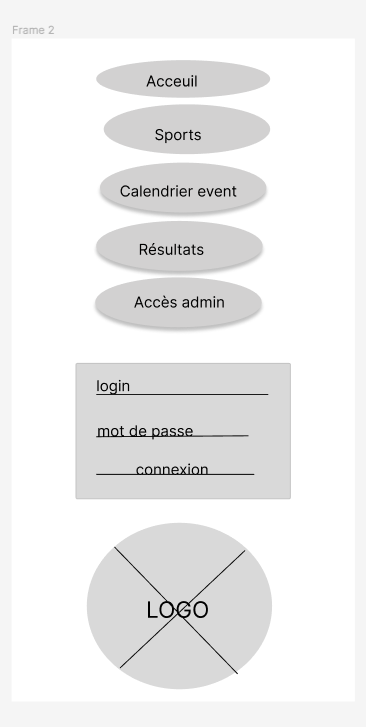 Frame 2
Acceuil
Sports
Calendrier event
Résultats
Accès admin
login
mot de passe
connexion
LOGO